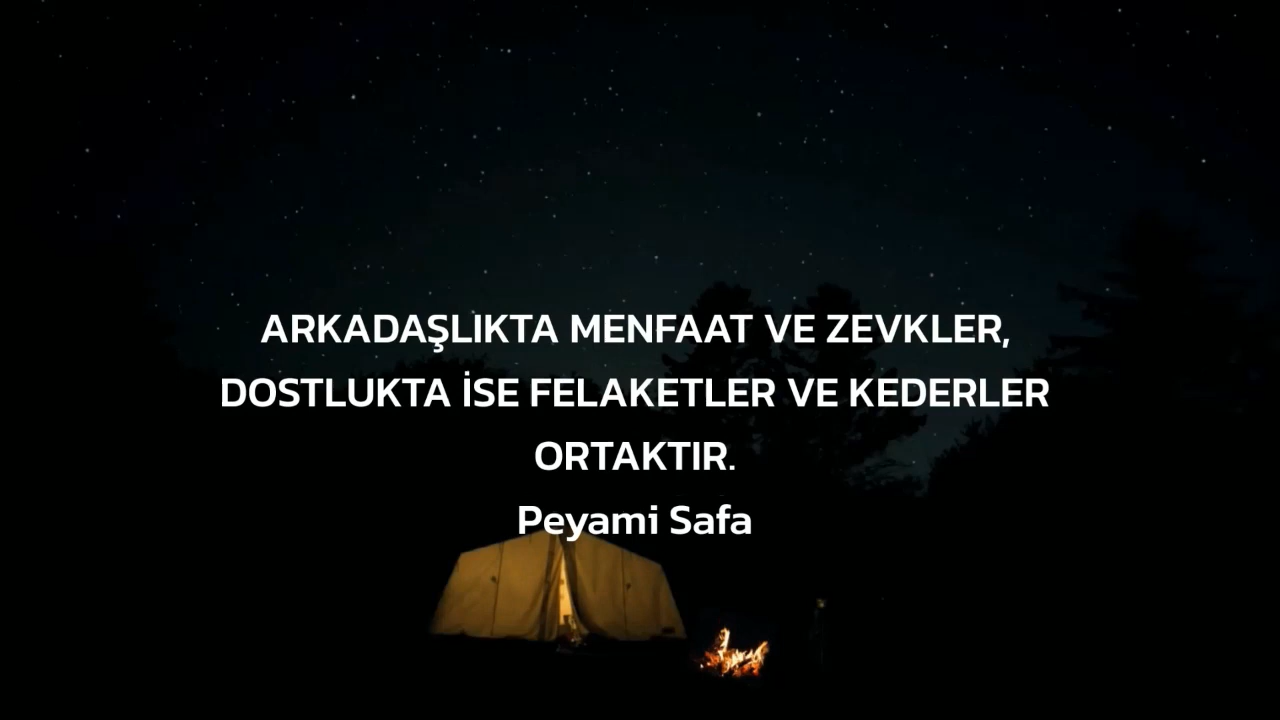 ARKADAŞLIKTA MENFAAT VE ZEVKLER,
DOSTLUKTA İSE FELAKETLER VE KEDERLER
ORTAKTIR.
Peyami Safa